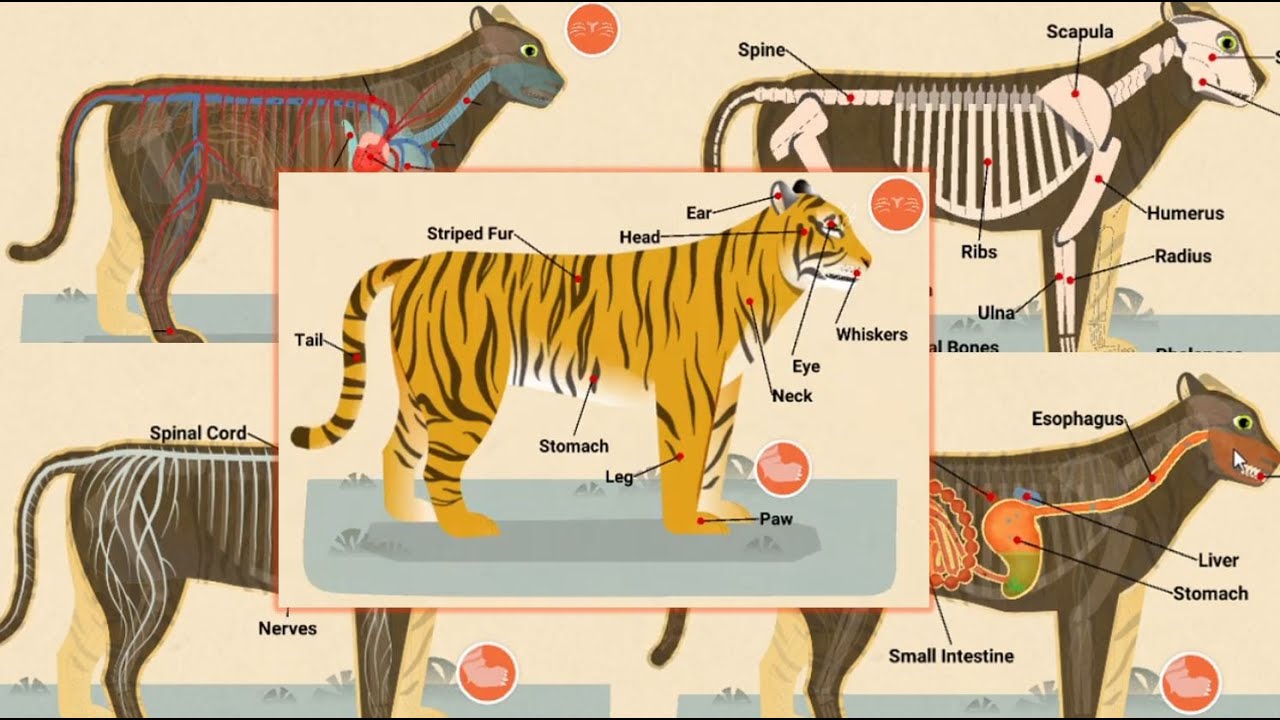 Spine
Scapula
S
Humerus
Ribs
Radius
Ulna
al Bones
Ear
Striped Fur
Head
Tail
Whiskers
Eye
Neck
Stomach
Leg
Paw
Spinal Cord
Nerves
Esophagus
Liver
Stomach
Small Intestine